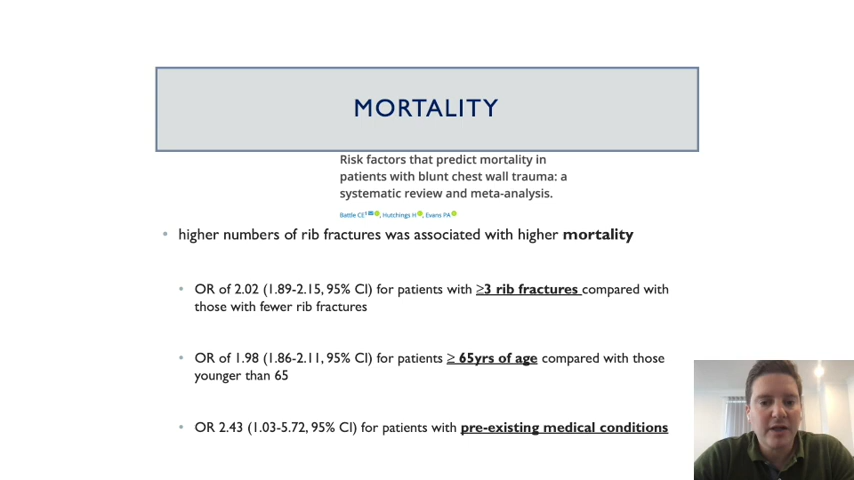 MORTALITY
Risk factors that predict mortality in
patients with blunt chest wall trauma: a
systematic review and meta-analysis.
Battle CE¹, Hutchings H, Evans PA
• higher numbers of rib fractures was associated with higher mortality
• OR of 2.02 (1.89-2.15, 95% CI) for patients with ≥3 rib fractures compared with
those with fewer rib fractures
• OR of 1.98 (1.86-2.11, 95% CI) for patients ≥ 65yrs of age compared with those
younger than 65
• OR 2.43 (1.03-5.72, 95% CI) for patients with pre-existing medical conditions